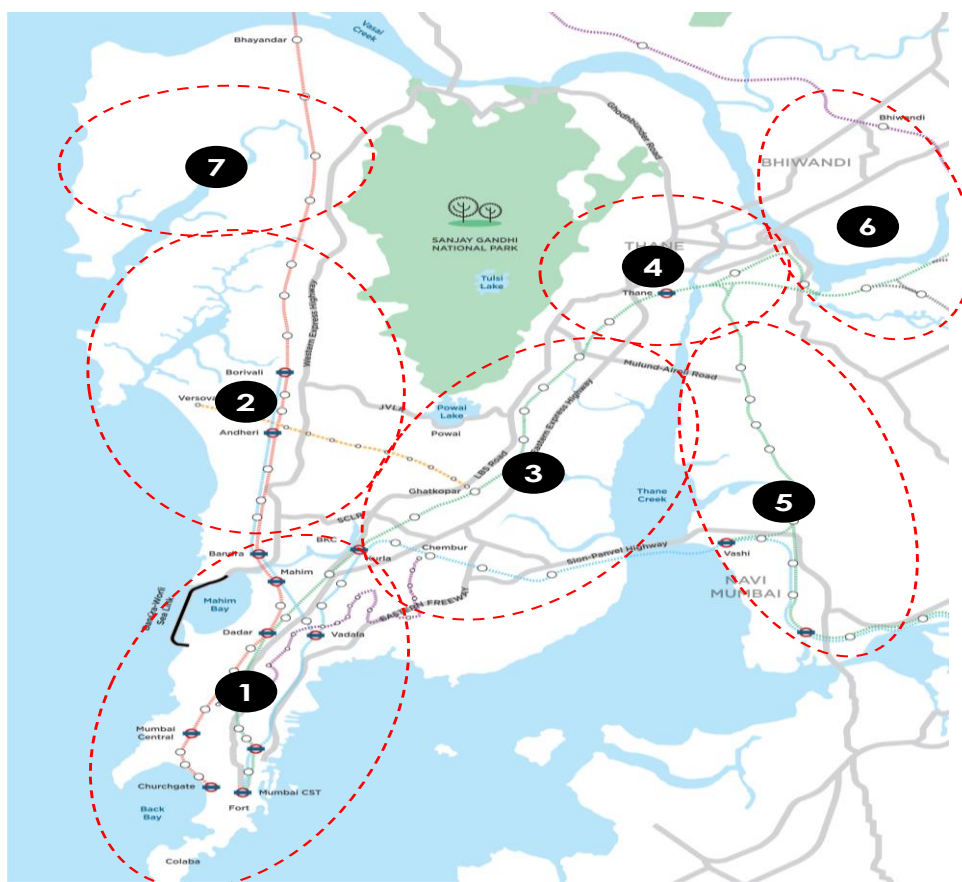 Bhayandar
Vasai
Creek
Ghodhbunder Road
Bhiwandi
BHIWANDI
7
SANJAY GANDHI
NATIONAL PARK
6
THANE
4
Tulsi
Lake
Thane
Western Express Highway
Mulund-Airoli Road
Borivali
Versova
2
JVLR
Powai
Lake
Powai
Andheri
Eastern Express Highway
LBS Road
3
Ghatkopar
Thane
Creek
5
SCLR
BKC
Kurla
Chembur
Sion-Panvel Highway
Vashi
Bandra
Mahim
NAVI
MUMBAI
Mahim
Bay
Bandra-Worli
Sea Link
EASTERN FREEWAY
Dadar
Vadala
1
Mumbai
Central
Churchgate
Mumbai CST
Back
Bay
Fort
Colaba